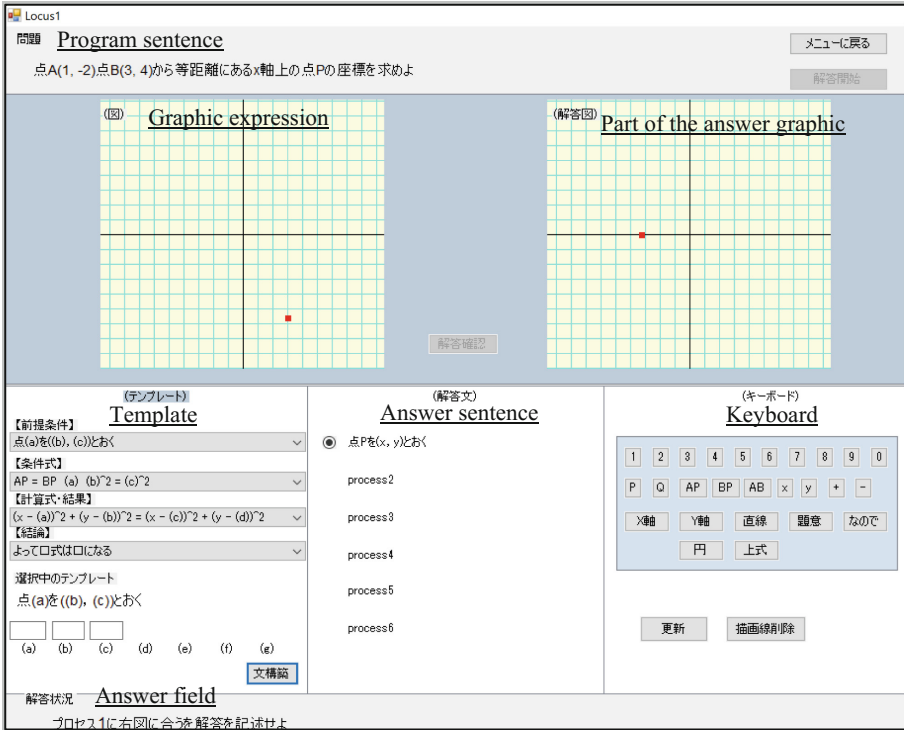 Locus1
問題 Program sentence
メニューに戻る
点A(1, -2)点B(3, 4)から等距離にあるx軸上の点Pの座標を求めよ
解答開始
(図) Graphic expression
(解答図) Part of the answer graphic
解答確認
(テンプレート)
Template
【前提条件】
点(a)を((b), (c))とおく
【条件式】
AP = BP (a) (b)^2 = (c)^2
【計算式・結果】
(x - (a))^2 + (y - (b))^2 = (x - (c))^2 + (y - (d))^2
【結論】
よって口式は口になる
選択中のテンプレート
点(a)を((b), (c))とおく
(a) (b) (c) (d) (e) (f) (g)
文構築
(解答文)
Answer sentence
点Pを(x, y)とおく
process2
process3
process4
process5
process6
(キーボード)
Keyboard
1 2 3 4 5 6 7 8 9 0
P Q AP BP AB x y + -
X軸 Y軸 直線 題意 なので
円 上式
更新 描画線削除
解答状況 Answer field
プロセス1に右図に合うを解答を記述せよ